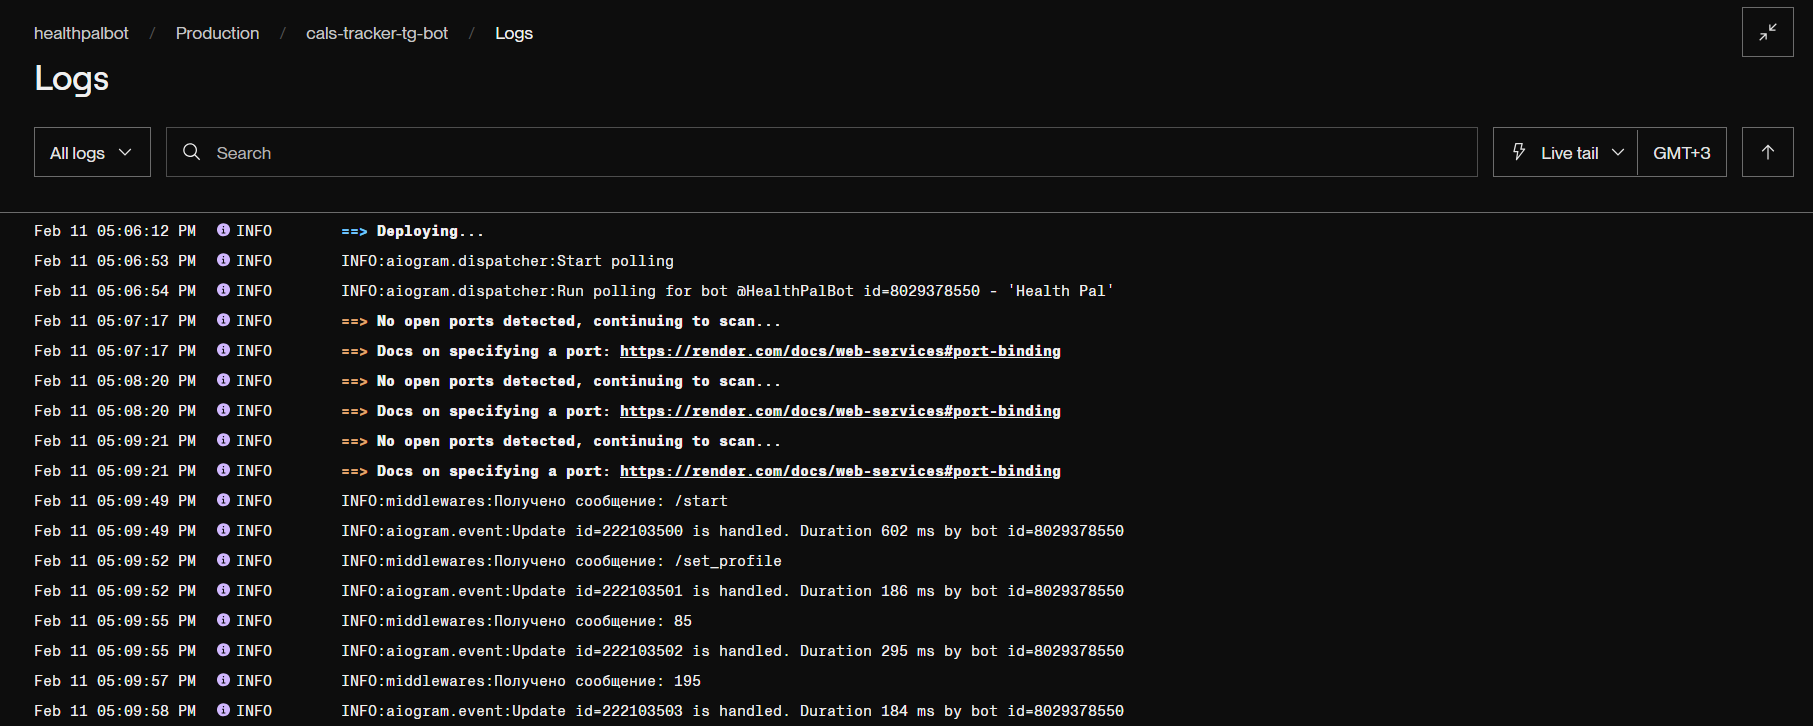 healthpalbot / Production / cals-tracker-tg-bot / Logs
Logs
All logs Search Live tail GMT+3
Feb 11 05:06:12 PM INFO ==> Deploying...
Feb 11 05:06:53 PM INFO INFO:aiogram.dispatcher:Start polling
Feb 11 05:06:54 PM INFO INFO:aiogram.dispatcher:Run polling for bot @HealthPalBot id=8029378550 - 'Health Pal'
Feb 11 05:07:17 PM INFO ==> No open ports detected, continuing to scan...
Feb 11 05:07:17 PM INFO ==> Docs on specifying a port: https://render.com/docs/web-services#port-binding
Feb 11 05:08:20 PM INFO ==> No open ports detected, continuing to scan...
Feb 11 05:08:20 PM INFO ==> Docs on specifying a port: https://render.com/docs/web-services#port-binding
Feb 11 05:09:21 PM INFO ==> No open ports detected, continuing to scan...
Feb 11 05:09:21 PM INFO ==> Docs on specifying a port: https://render.com/docs/web-services#port-binding
Feb 11 05:09:49 PM INFO INFO:middlewares:Получено сообщение: /start
Feb 11 05:09:49 PM INFO INFO:aiogram.event:Update id=222103500 is handled. Duration 602 ms by bot id=8029378550
Feb 11 05:09:52 PM INFO INFO:middlewares:Получено сообщение: /set_profile
Feb 11 05:09:52 PM INFO INFO:aiogram.event:Update id=222103501 is handled. Duration 186 ms by bot id=8029378550
Feb 11 05:09:55 PM INFO INFO:middlewares:Получено сообщение: 85
Feb 11 05:09:55 PM INFO INFO:aiogram.event:Update id=222103502 is handled. Duration 295 ms by bot id=8029378550
Feb 11 05:09:57 PM INFO INFO:middlewares:Получено сообщение: 195
Feb 11 05:09:58 PM INFO INFO:aiogram.event:Update id=222103503 is handled. Duration 184 ms by bot id=8029378550